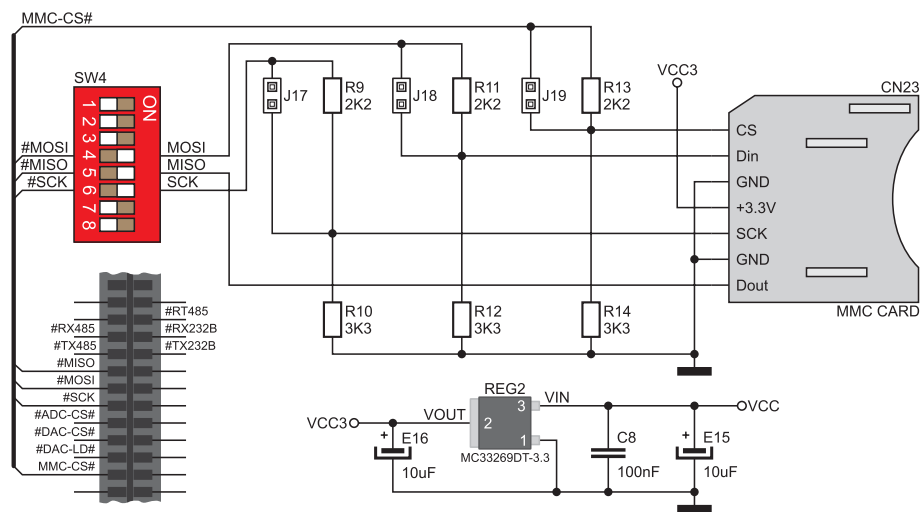 MMC-CS#
VCC3
CN23
SW4
ON
1
2
3
4
5
6
7
8
#MOSI
#MISO
#SCK
MOSI
MISO
SCK
J17
R9
2K2
J18
R11
2K2
J19
R13
2K2
CS
Din
GND
+3.3V
SCK
GND
Dout
MMC CARD
R10
3K3
R12
3K3
R14
3K3
#RT485
#RX485
#RX232B
#TX485
#TX232B
#MISO
#MOSI
#SCK
#ADC-CS#
#DAC-CS#
#DAC-LD#
MMC-CS#
REG2
VCC3
VOUT
2
3
1
VIN
VCC
MC33269DT-3.3
+
E16
10uF
C8
100nF
+
E15
10uF